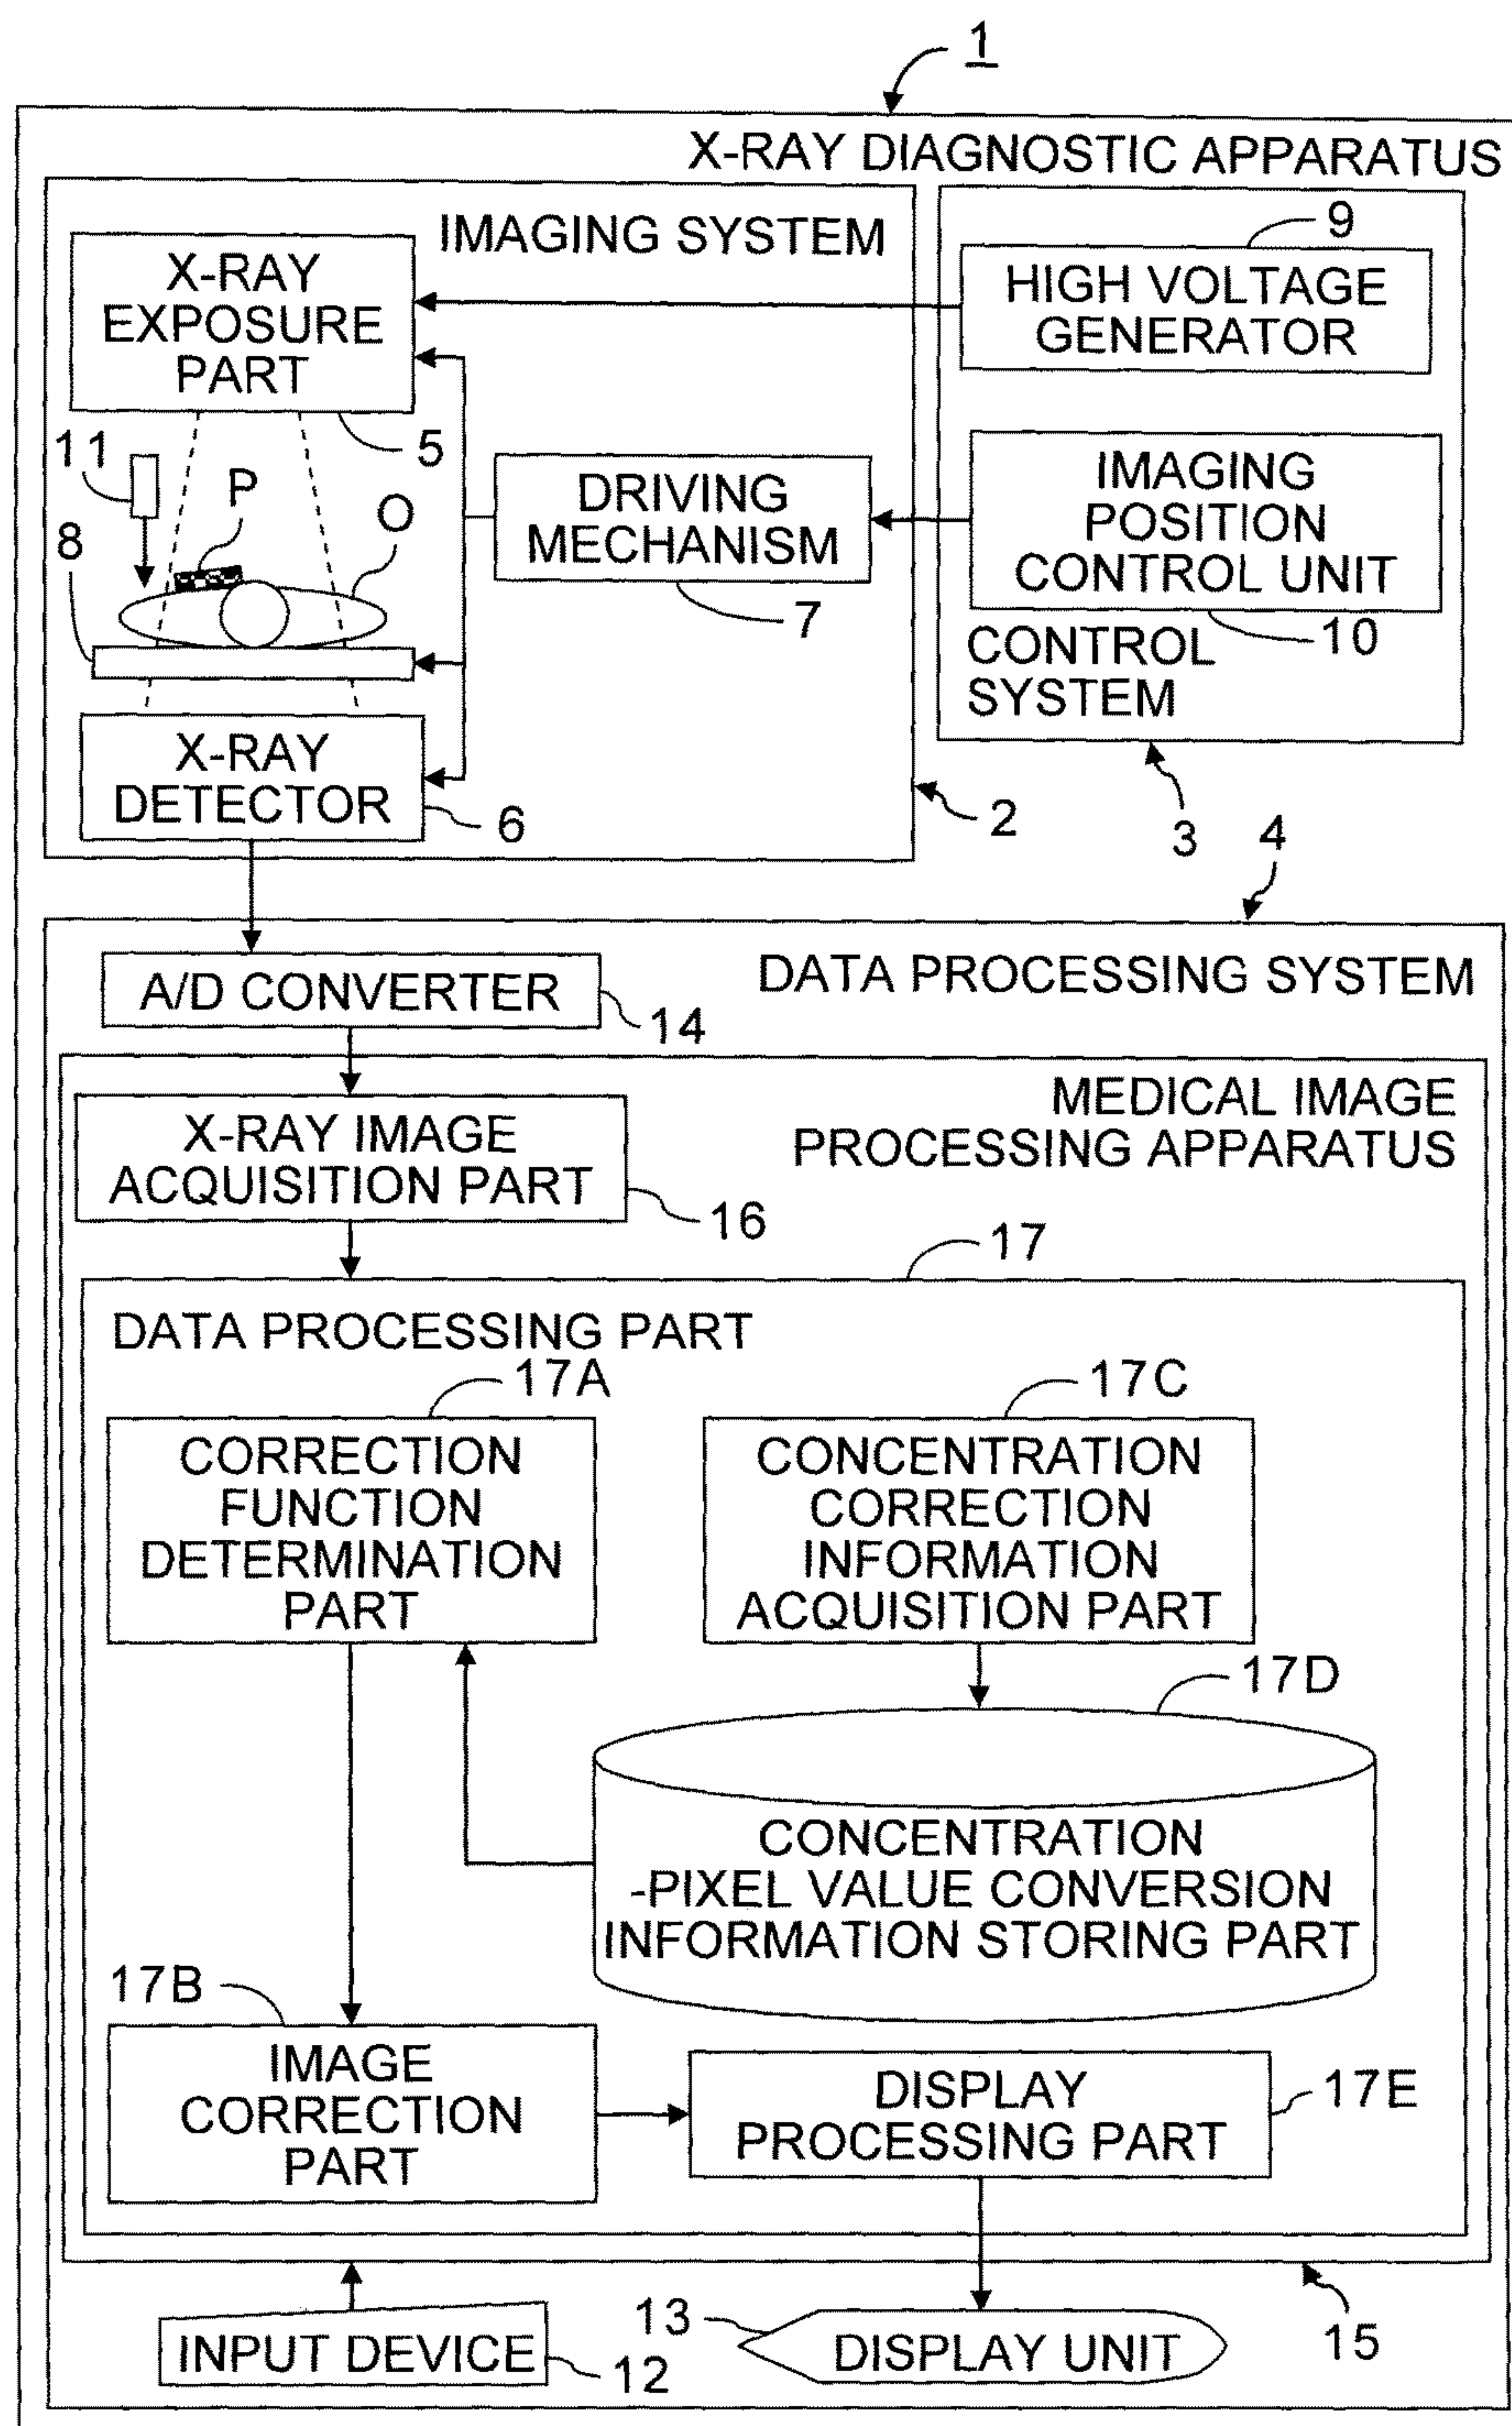 1
X-RAY DIAGNOSTIC APPARATUS
IMAGING SYSTEM
X-RAY
EXPOSURE
PART
5
9
HIGH VOLTAGE
GENERATOR
11
P
O
8
DRIVING
MECHANISM
7
IMAGING
POSITION
CONTROL UNIT
10
CONTROL
SYSTEM
X-RAY
DETECTOR
6
2
3
4
DATA PROCESSING SYSTEM
A/D CONVERTER
14
MEDICAL IMAGE
PROCESSING APPARATUS
X-RAY IMAGE
ACQUISITION PART
16
17
DATA PROCESSING PART
17A
CORRECTION
FUNCTION
DETERMINATION
PART
17C
CONCENTRATION
CORRECTION
INFORMATION
ACQUISITION PART
17D
CONCENTRATION
-PIXEL VALUE CONVERSION
INFORMATION STORING PART
17B
IMAGE
CORRECTION
PART
DISPLAY
PROCESSING PART
17E
INPUT DEVICE
12
13
DISPLAY UNIT
15